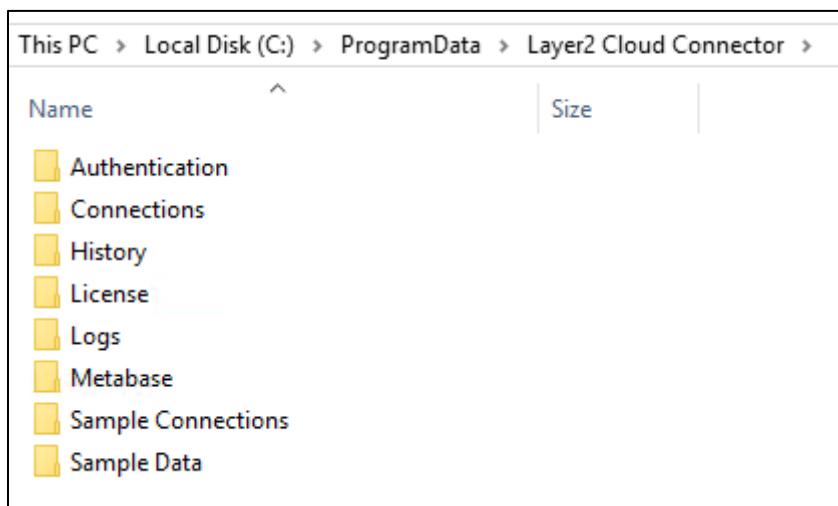 This PC > Local Disk (C:) > ProgramData > Layer2 Cloud Connector >
Name Size
Authentication
Connections
History
License
Logs
Metabase
Sample Connections
Sample Data